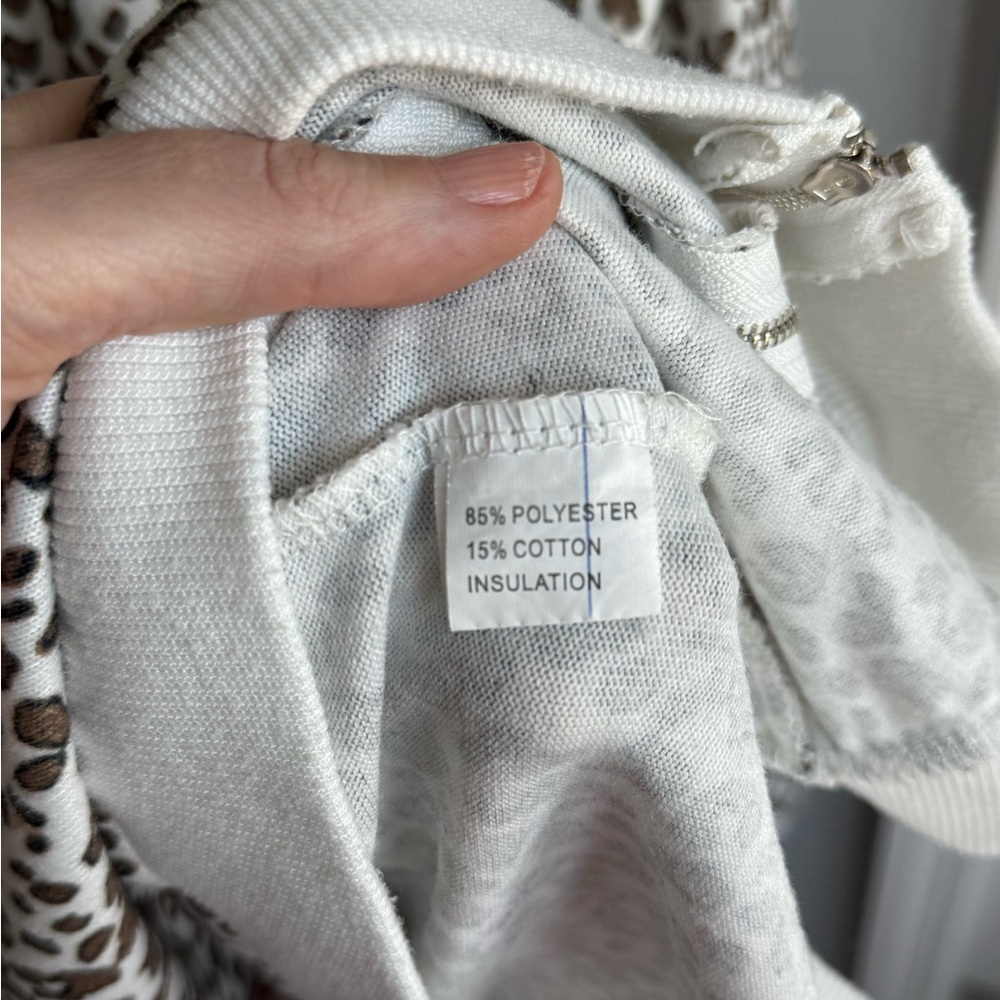 85% POLYESTER
15% COTTON
INSULATION